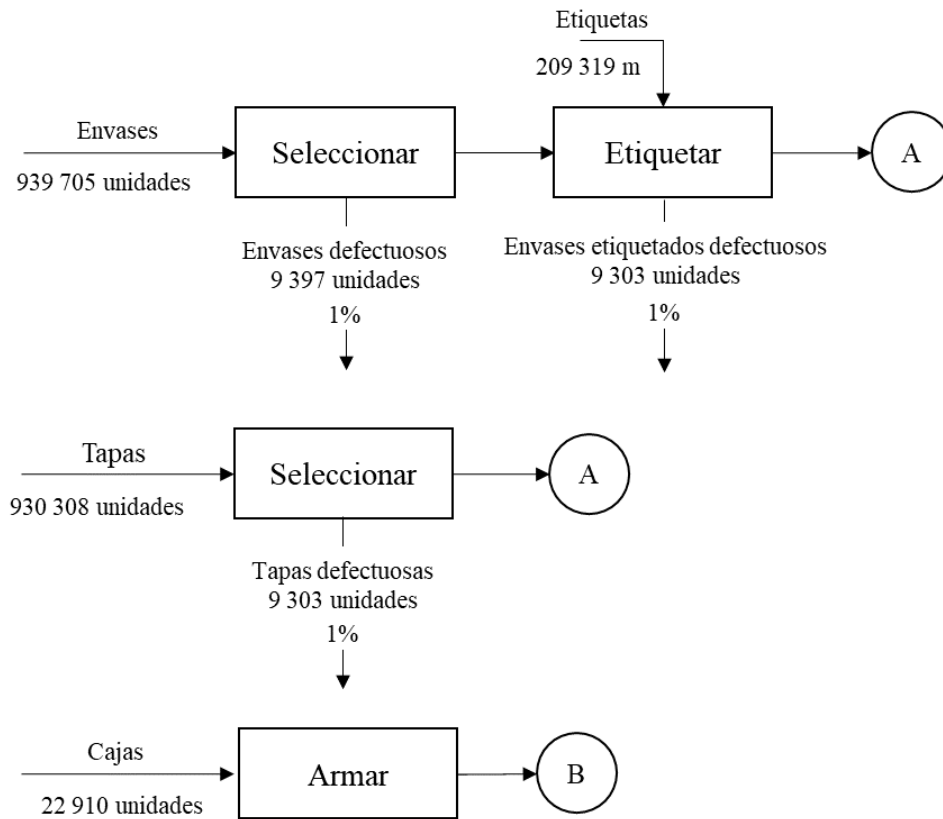 Etiquetas
209 319 m
Envases
Seleccionar
Etiquetar
A
939 705 unidades
Envases defectuosos
9 397 unidades
1%
Envases etiquetados defectuosos
9 303 unidades
1%
Tapas
Seleccionar
A
930 308 unidades
Tapas defectuosas
9 303 unidades
1%
Cajas
Armar
B
22 910 unidades